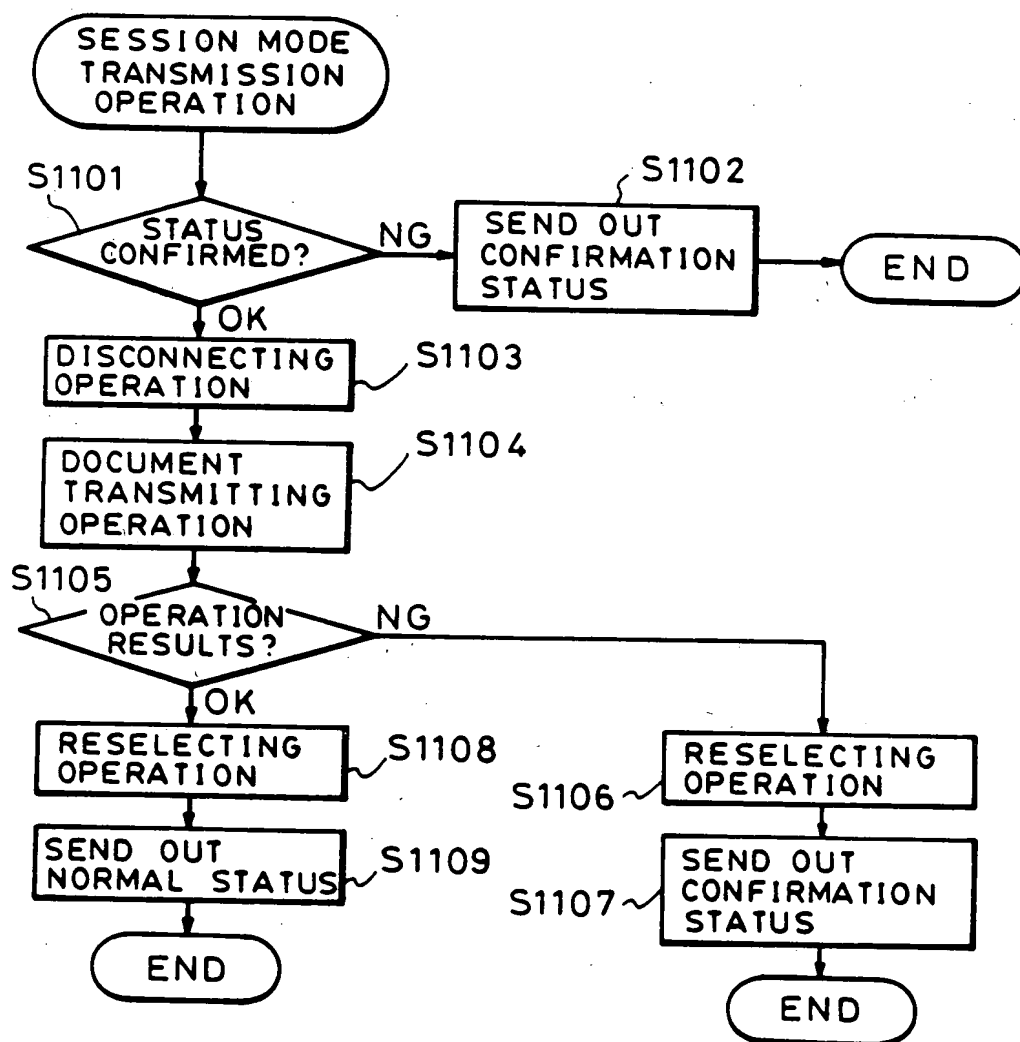 SESSION MODE
TRANSMISSION
OPERATION
S1101
STATUS
CONFIRMED?
NG
S1102
SEND OUT
CONFIRMATION
STATUS
END
OK
DISCONNECTING
OPERATION
S1103
DOCUMENT
TRANSMITTING
OPERATION
S1104
S1105
OPERATION
RESULTS?
NG
OK
RESELECTING
OPERATION
S1108
SEND OUT
NORMAL STATUS
S1109
END
RESELECTING
OPERATION
S1106
SEND OUT
CONFIRMATION
STATUS
S1107
END